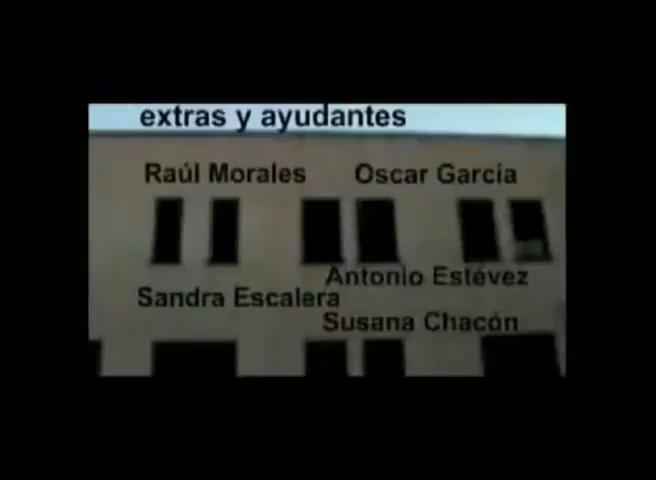 extras y ayudantes
Raúl Morales
Oscar García
Antonio Estévez
Sandra Escalera
Susana Chacón